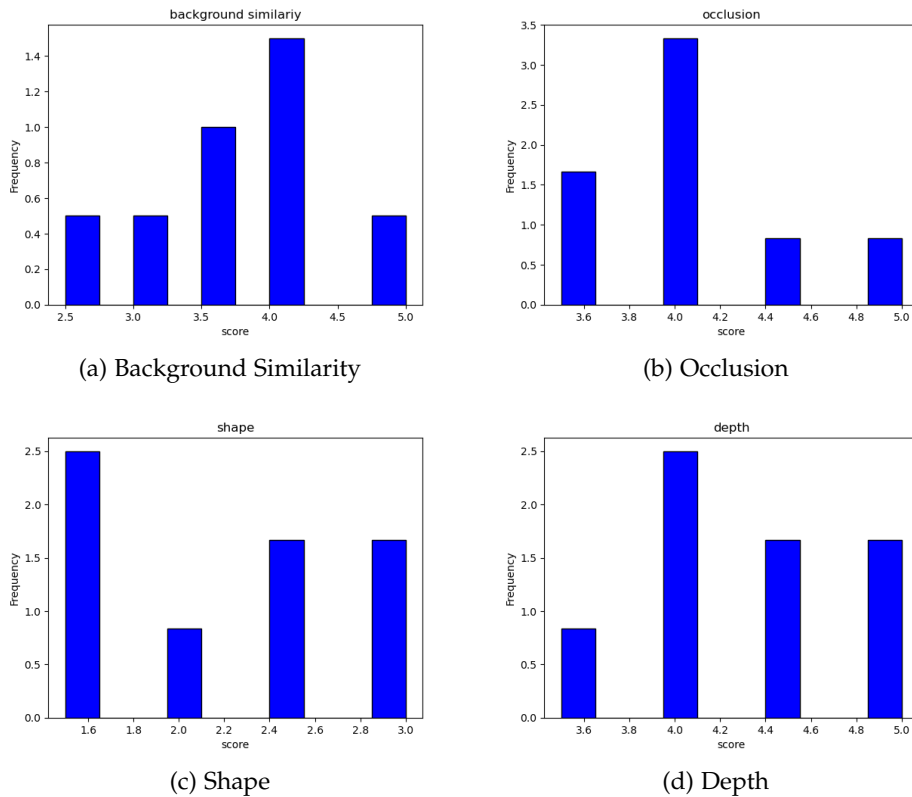 background similariy
Frequency
1.4
1.2
1.0
0.8
0.6
0.4
0.2
0.0
2.5 3.0 3.5 4.0 4.5 5.0
score
(a) Background Similarity
occlusion
Frequency
3.5
3.0
2.5
2.0
1.5
1.0
0.5
0.0
3.6 3.8 4.0 4.2 4.4 4.6 4.8 5.0
score
(b) Occlusion
shape
Frequency
2.5
2.0
1.5
1.0
0.5
0.0
1.6 1.8 2.0 2.2 2.4 2.6 2.8 3.0
score
(c) Shape
depth
Frequency
2.5
2.0
1.5
1.0
0.5
0.0
3.6 3.8 4.0 4.2 4.4 4.6 4.8 5.0
score
(d) Depth